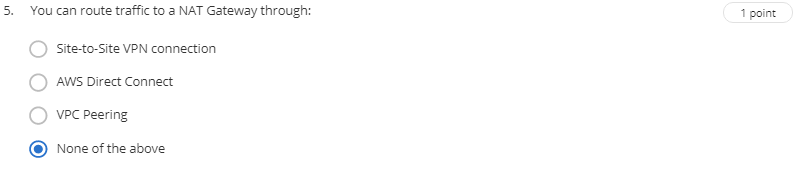 5. You can route traffic to a NAT Gateway through:
1 point
Site-to-Site VPN connection
AWS Direct Connect
VPC Peering
None of the above